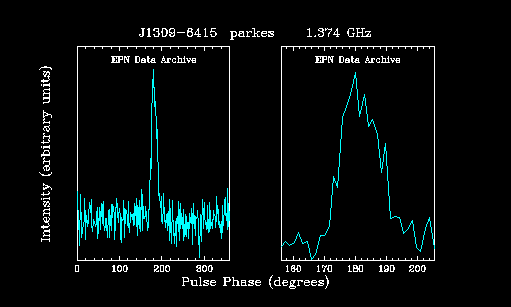 J1309-6415 parkes 1.374 GHz
EPN Data Archive EPN Data Archive
Intensity (arbitrary units)
0 100 200 300 160 170 180 190 200
Pulse Phase (degrees)